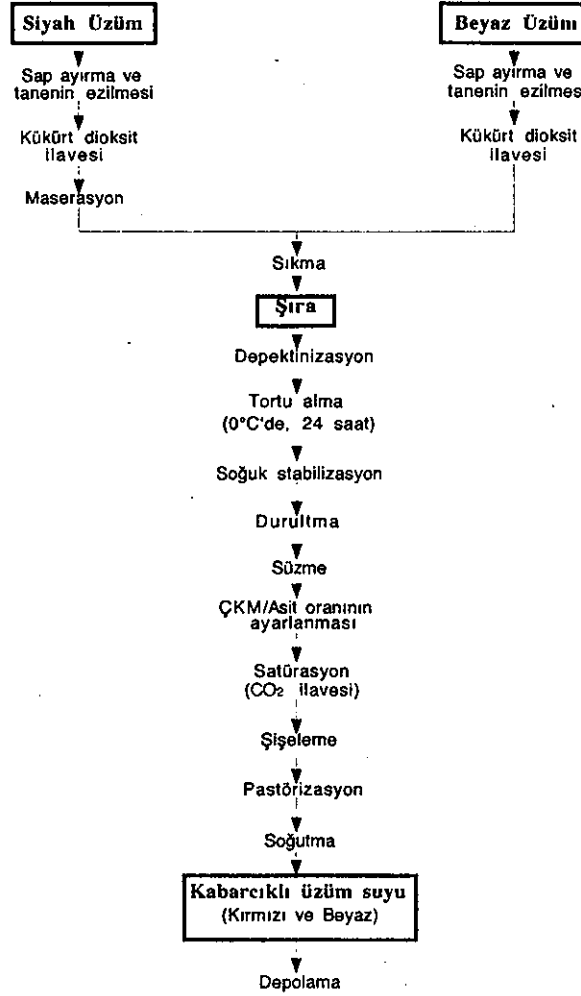 Siyah Üzüm
Beyaz Üzüm
Sap ayırma ve
tanenin ezilmesi
Sap ayırma ve
tanenin ezilmesi
Kükürt dioksit
ilavesi
Kükürt dioksit
ilavesi
Maserasyon
Sıkma
Şıra
Depektinizasyon
Tortu alma
(0°C'de, 24 saat)
Soğuk stabilizasyon
Durultma
Süzme
ÇKM/Asit oranının
ayarlanması
Satürasyon
(CO2 ilavesi)
Şişeleme
Pastörizasyon
Soğutma
Kabarcıklı üzüm suyu
(Kırmızı ve Beyaz)
Depolama